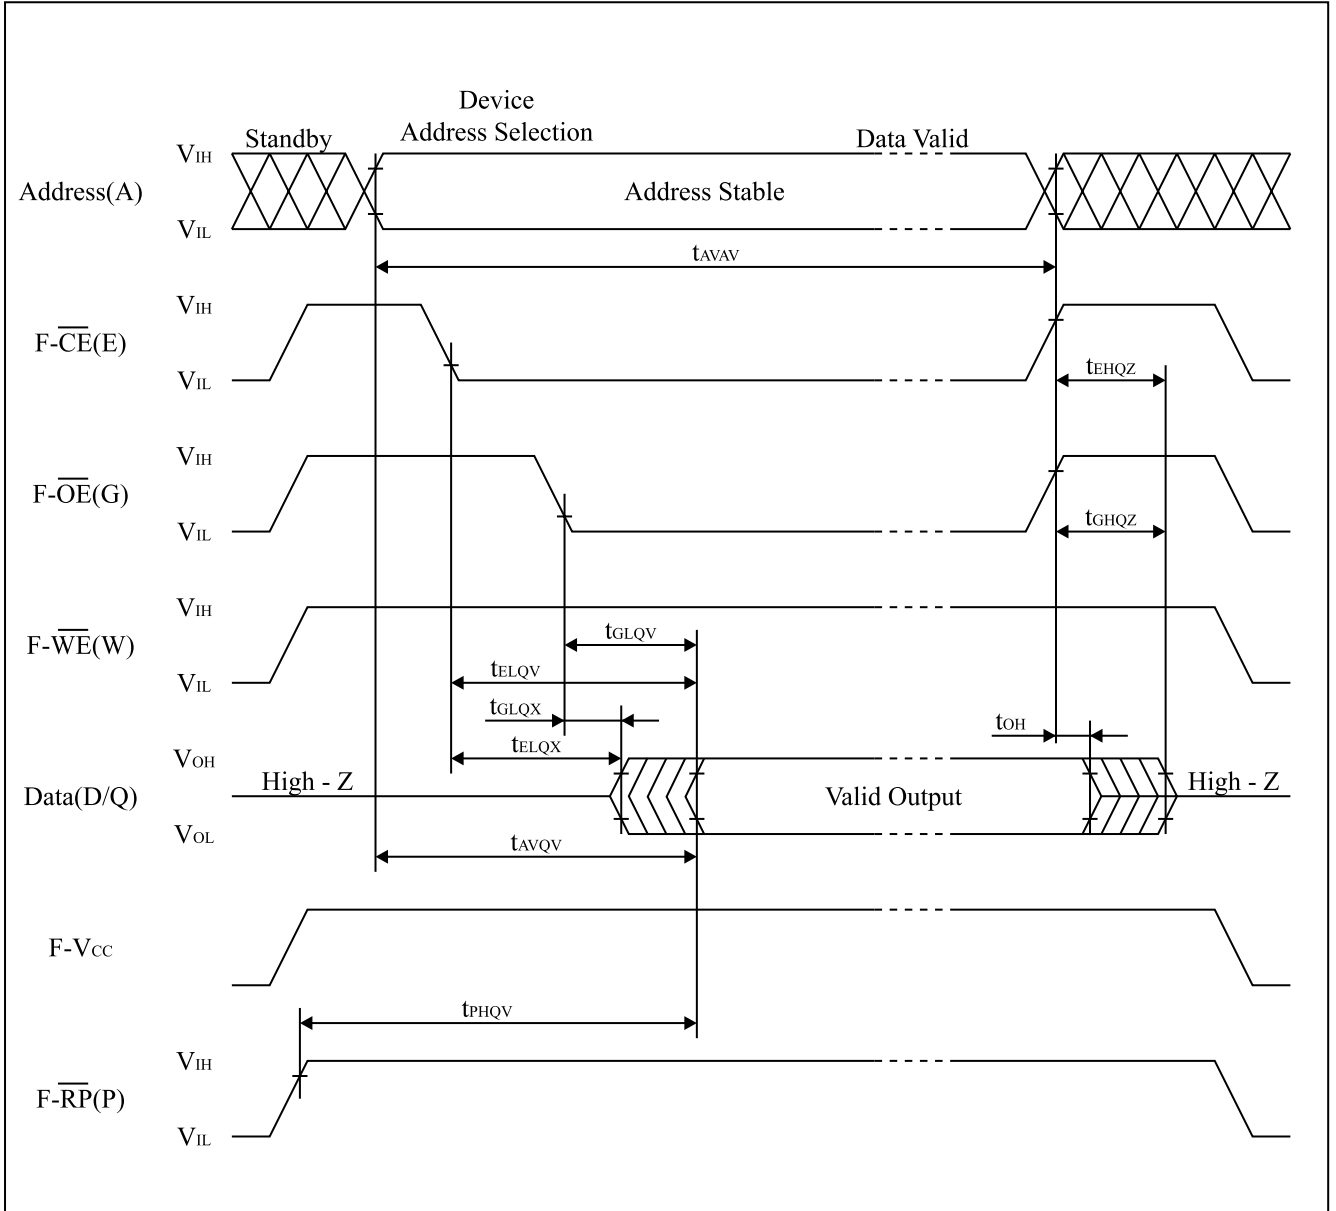 Device
Standby Address Selection Data Valid
VIH
Address(A) Address Stable
VIL
tAVAV
VIH
F-CE(E)
VIL tEHQZ
VIH
F-OE(G)
VIL tGHQZ
VIH
F-WE(W) tGLQV
VIL tELQV
tGLQX tOH
tELQX
VOH
High - Z High - Z
Data(D/Q) Valid Output
VOL
tAVQV
F-VCC
tPHQV
VIH
F-RP(P)
VIL